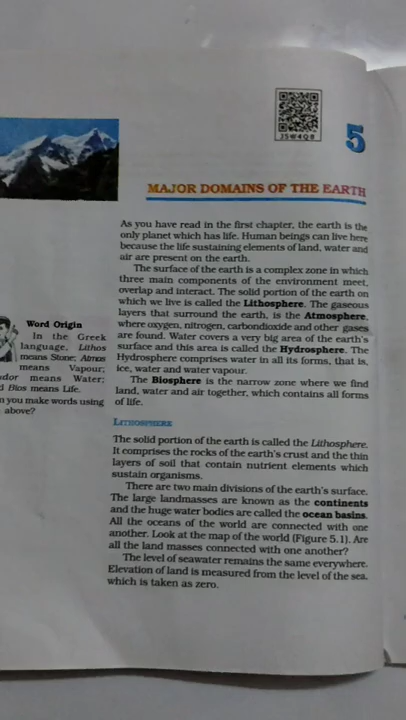 JSW4Q8
5
MAJOR DOMAINS OF THE EARTH
As you have read in the first chapter, the earth is the
only planet which has life. Human beings can live here
because the life sustaining elements of land, water and
air are present on the earth.
The surface of the earth is a complex zone in which
three main components of the environment meet,
overlap and interact. The solid portion of the earth on
which we live is called the Lithosphere. The gaseous
layers that surround the earth, is the Atmosphere,
where oxygen, nitrogen, carbondioxide and other gases
are found. Water covers a very big area of the earth's
surface and this area is called the Hydrosphere. The
Hydrosphere comprises water in all its forms, that is,
ice, water and water vapour.
The Biosphere is the narrow zone where we find
land, water and air together, which contains all forms
of life.
Word Origin
In the Greek
language, Lithos
means Stone; Atmos
means Vapour;
udor means Water;
d Bios means Life.
n you make words using
above?
LITHOSPHERE
The solid portion of the earth is called the Lithosphere.
It comprises the rocks of the earth's crust and the thin
layers of soil that contain nutrient elements which
sustain organisms.
There are two main divisions of the earth's surface.
The large landmasses are known as the continents
and the huge water bodies are called the ocean basins.
All the oceans of the world are connected with one
another. Look at the map of the world (Figure 5.1). Are
all the land masses connected with one another?
The level of seawater remains the same everywhere.
Elevation of land is measured from the level of the sea,
which is taken as zero.